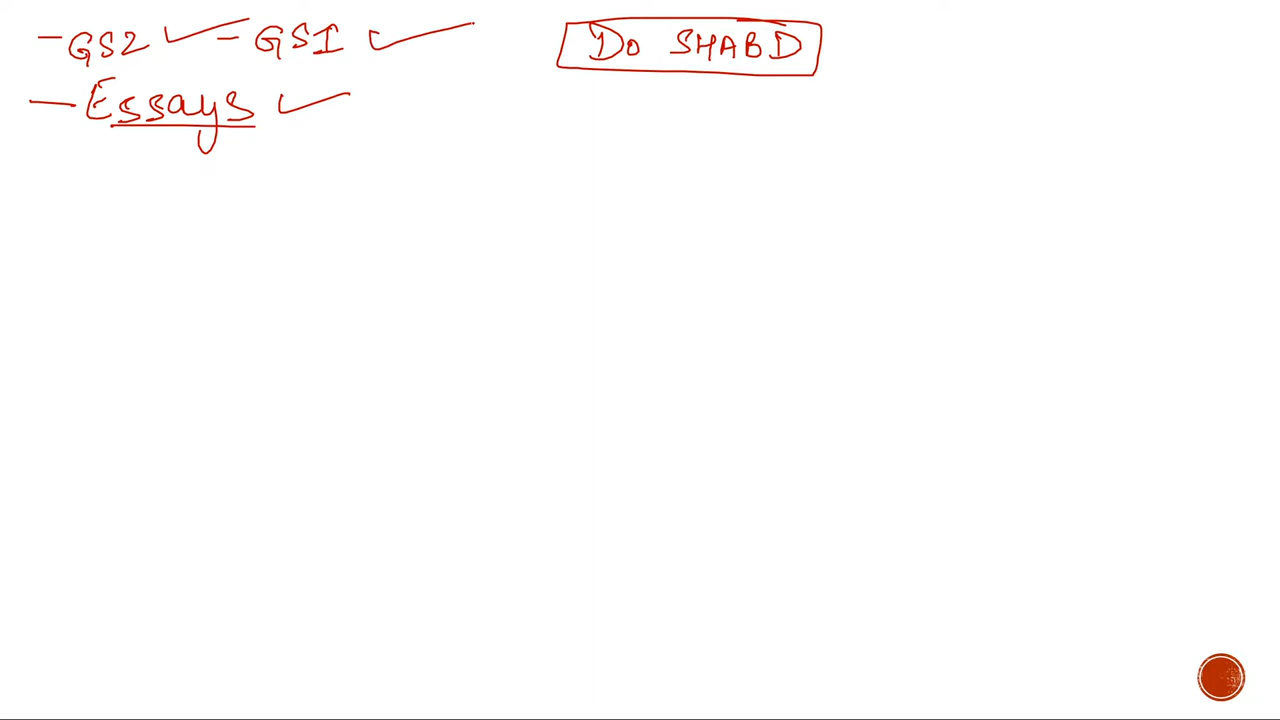 - GS2 ✓ - GS1 ✓ Do SHABD
- Essays ✓